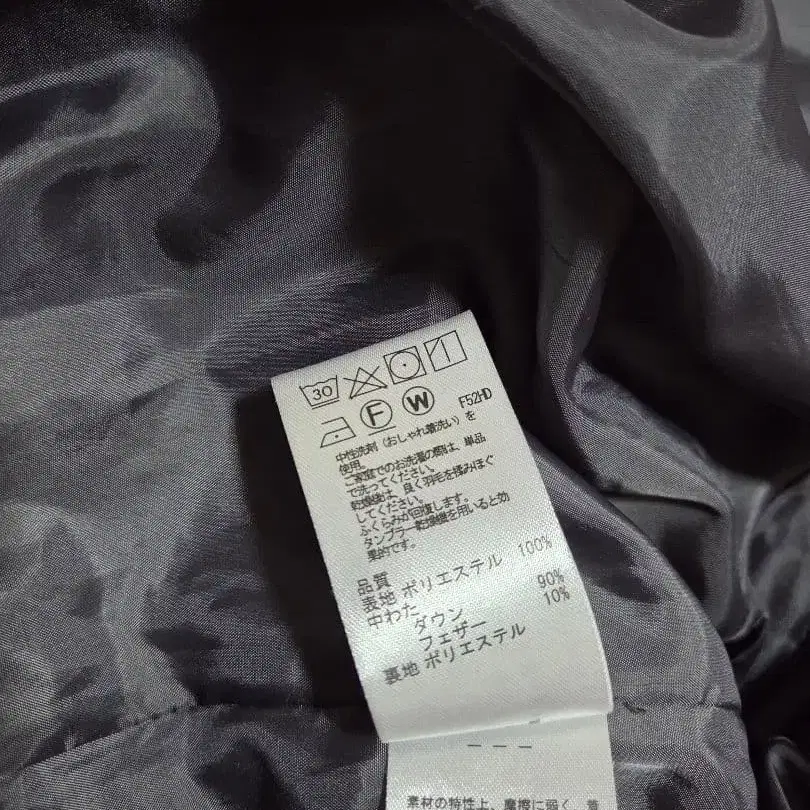 30
F W F52HD
中性洗剤（おしゃれ着洗い）を
使用。
ご家庭でのお洗濯の際は、単品
で洗ってください。
乾燥後は、良く羽毛を揉みほぐ
してください。
ふくらみが回復します。
タンブラー乾燥機を用いると効
果的です。
品質
表地 ポリエステル 100%
中わた
ダウン 90%
フェザー 10%
裏地 ポリエステル
---
素材の特性上、摩擦に弱く、